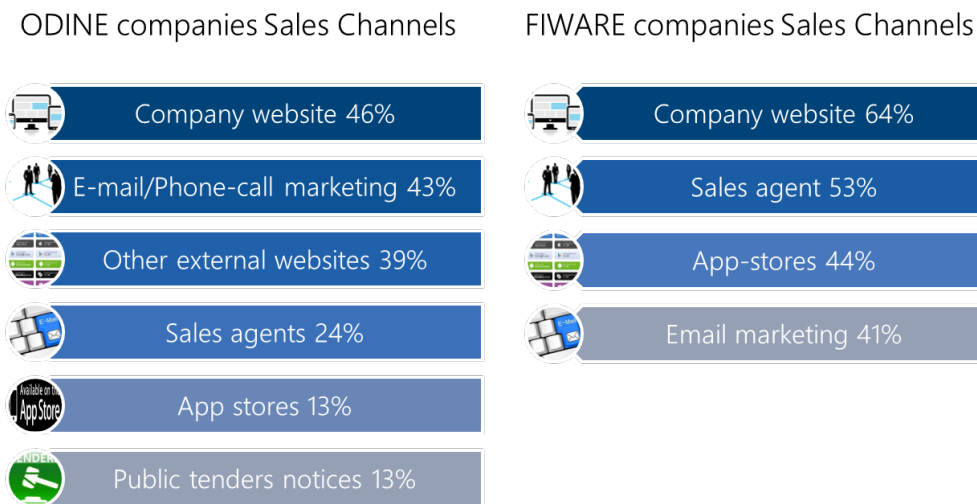 ODINE companies Sales Channels
Company website 46%
E-mail/Phone-call marketing 43%
Other external websites 39%
Sales agents 24%
Available on the
App Store
App stores 13%
TENDER
Public tenders notices 13%
FIWARE companies Sales Channels
Company website 64%
Sales agent 53%
App-stores 44%
E-Mail
Email marketing 41%